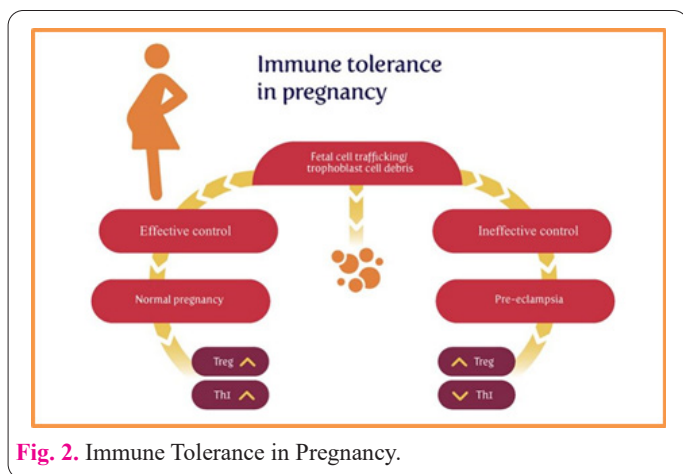 Immune tolerance
in pregnancy
Fetal cell trafficking/
trophoblast cell debris
Effective control
Ineffective control
Normal pregnancy
Pre-eclampsia
Treg
Th1
Treg
Th1
Fig. 2. Immune Tolerance in Pregnancy.